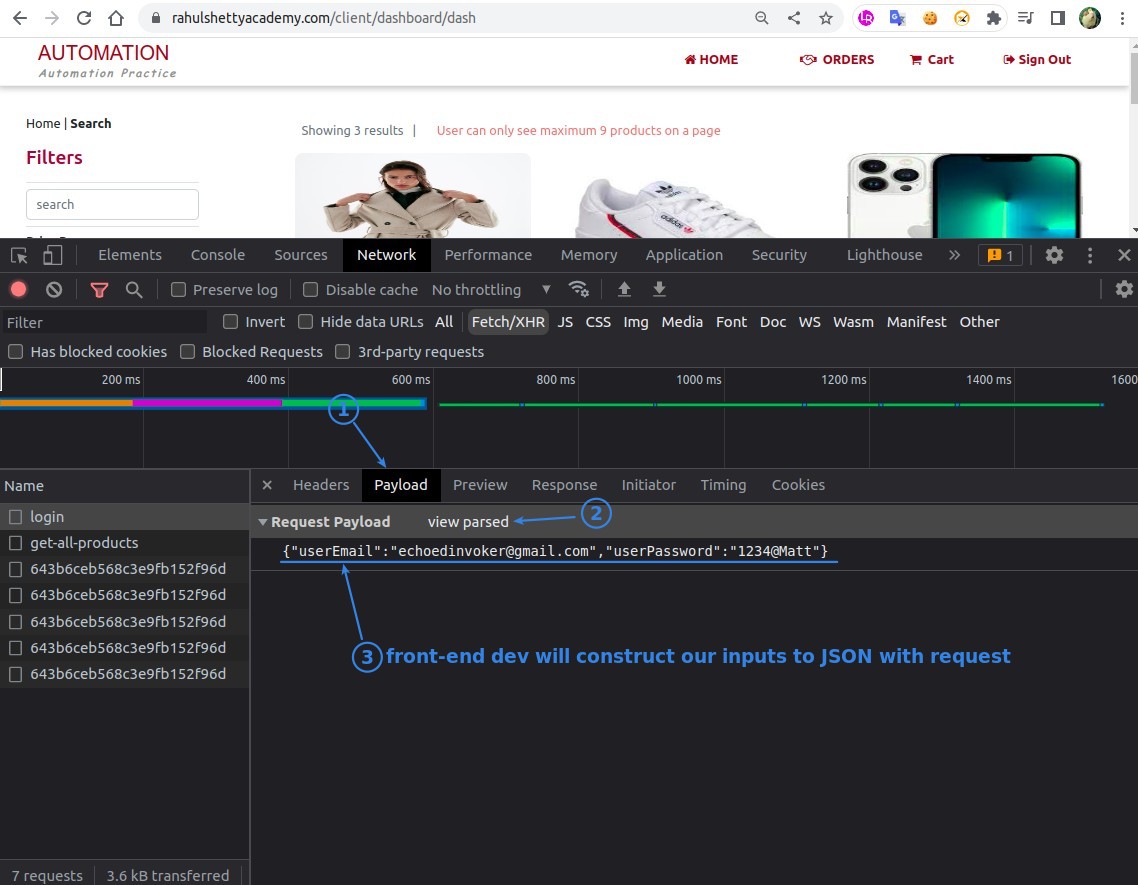 rahulshettyacademy.com/client/dashboard/dash
AUTOMATION
Automation Practice
HOME
ORDERS
Cart
Sign Out
Home | Search
Showing 3 results |
User can only see maximum 9 products on a page
Filters
search
adidas
Elements Console Sources Network Performance Memory Application Security Lighthouse » 1
Preserve log Disable cache No throttling
Filter Invert Hide data URLs All Fetch/XHR JS CSS Img Media Font Doc WS Wasm Manifest Other
Has blocked cookies Blocked Requests 3rd-party requests
200 ms 400 ms 600 ms 800 ms 1000 ms 1200 ms 1400 ms 1600
1
Name
Headers Payload Preview Response Initiator Timing Cookies
login
Request Payload view parsed
2
get-all-products
{"userEmail":"echoedinvoker@gmail.com","userPassword":"1234@Matt"}
643b6ceb568c3e9fb152f96d
643b6ceb568c3e9fb152f96d
643b6ceb568c3e9fb152f96d
643b6ceb568c3e9fb152f96d
643b6ceb568c3e9fb152f96d
3 front-end dev will construct our inputs to JSON with request
7 requests 3.6 kB transferred